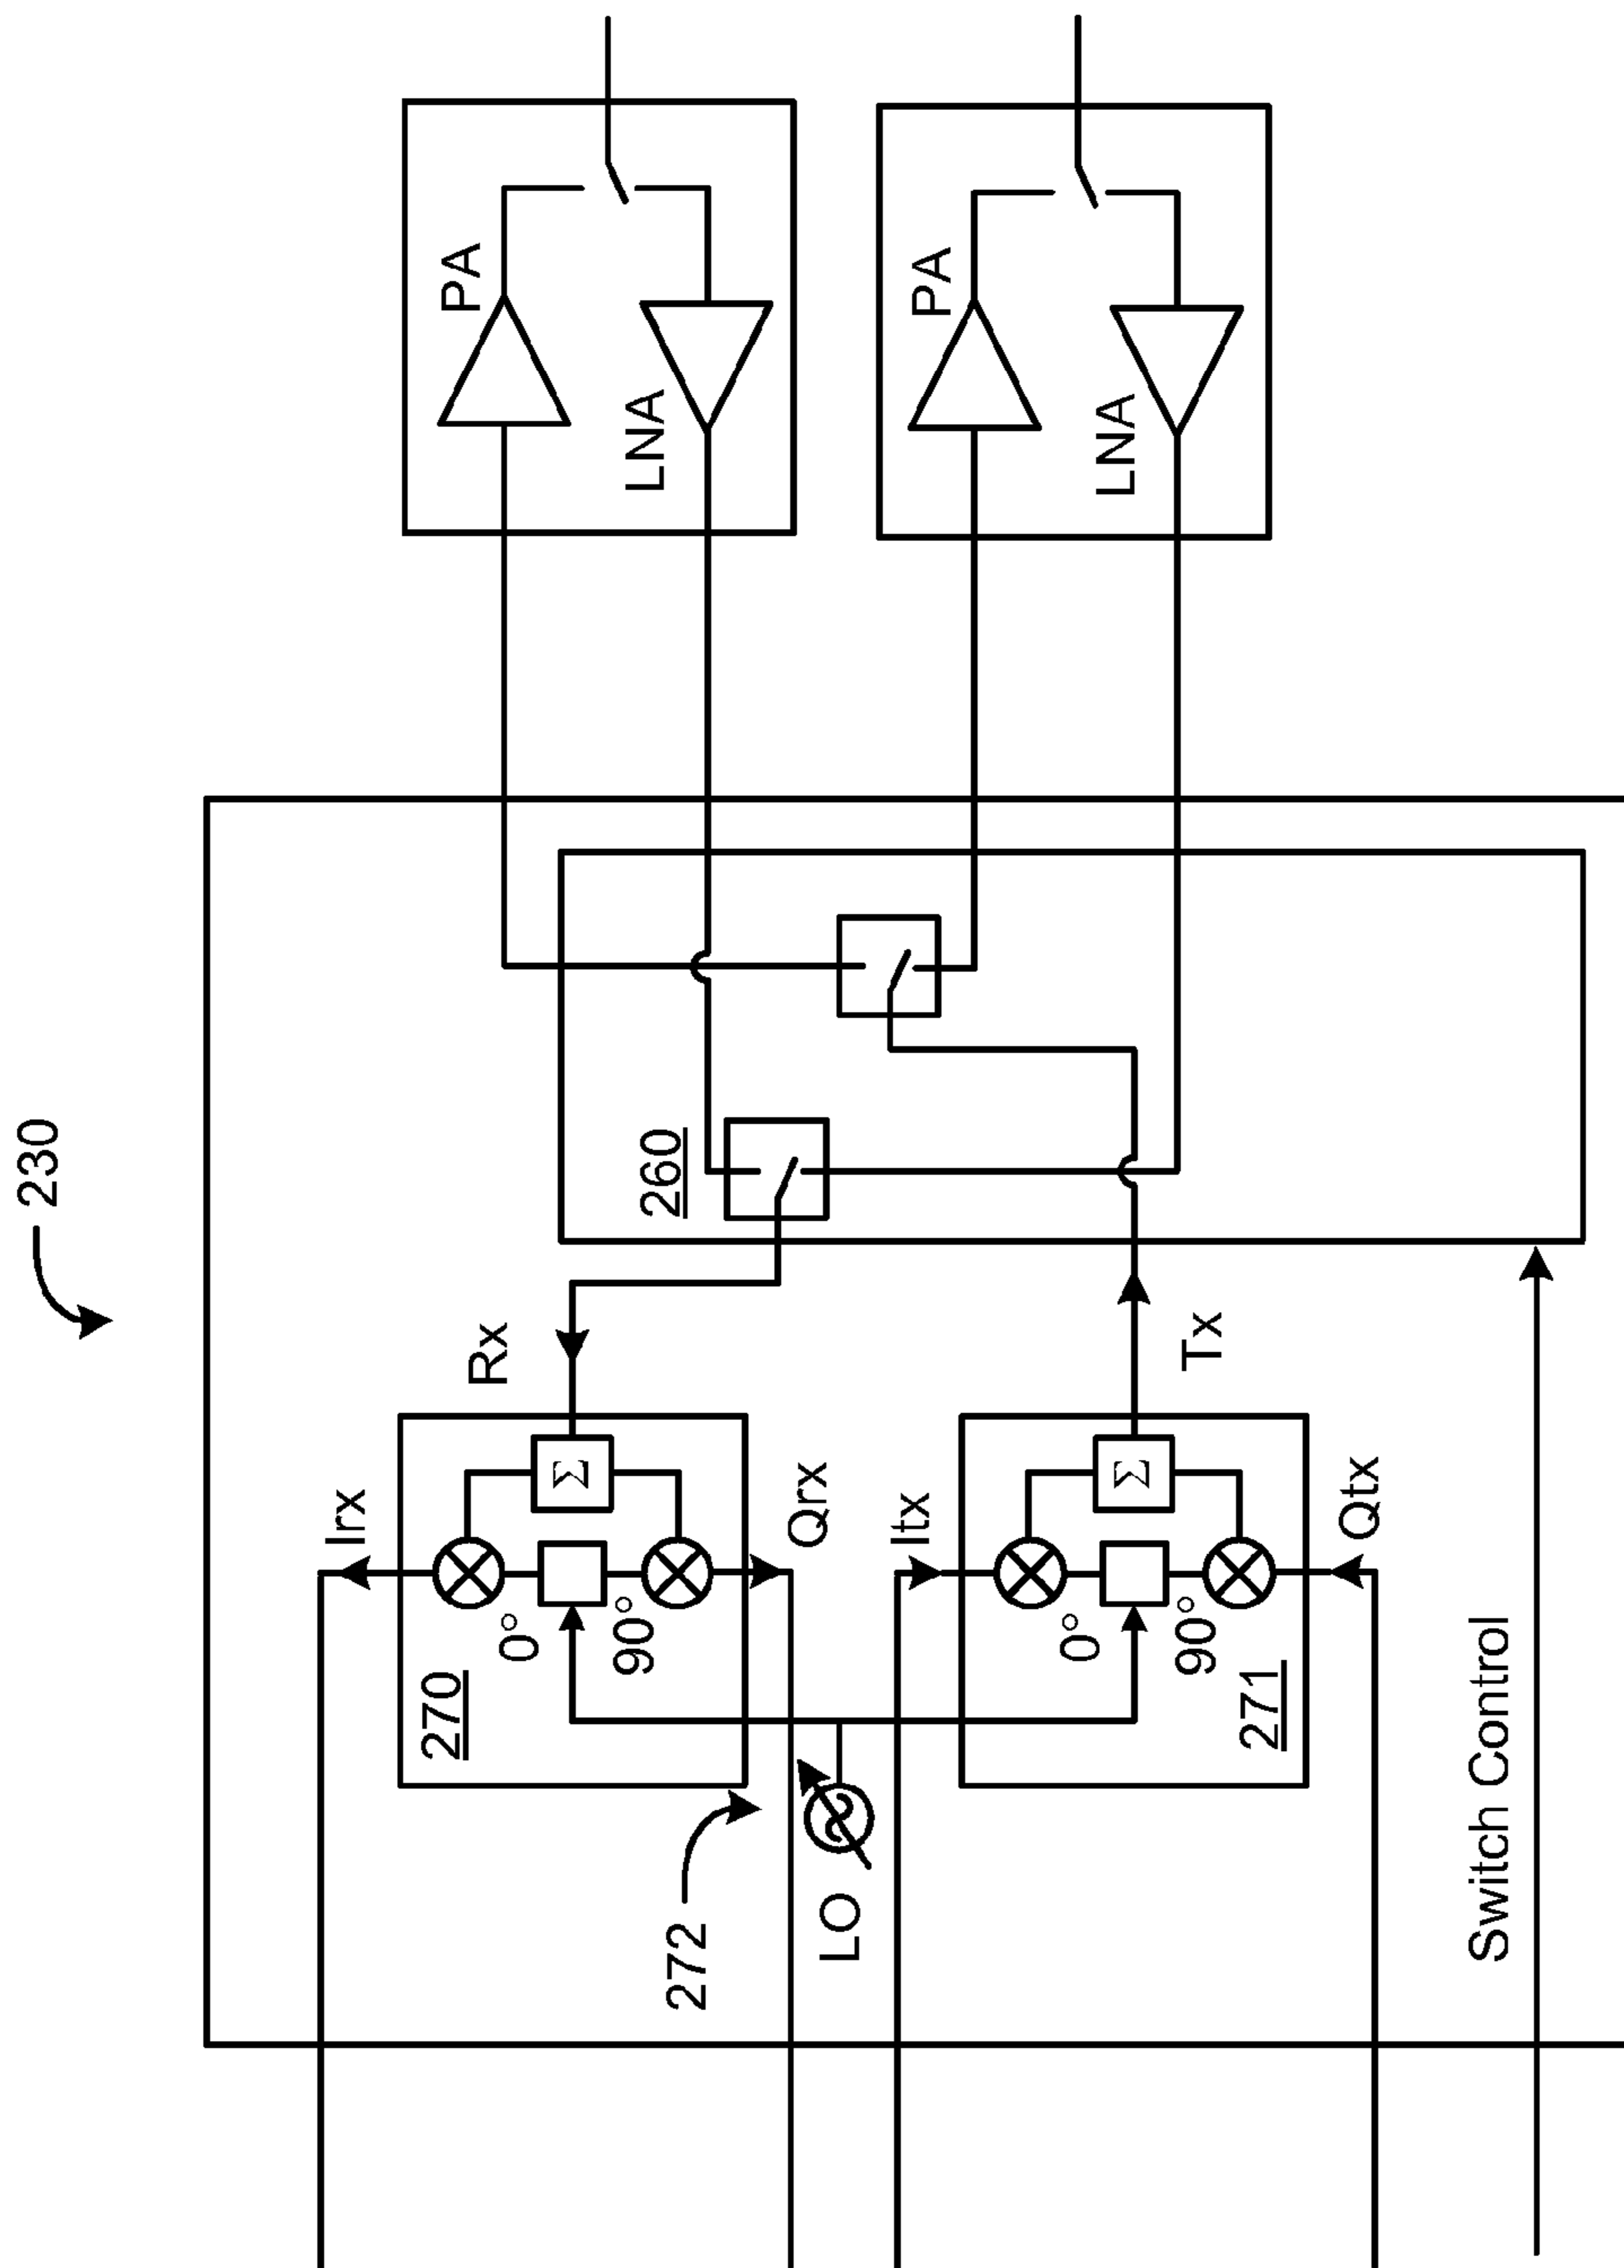 230
PA
LNA
PA
LNA
260
Rx
Tx
Irx
Σ
0°
90°
270
Qrx
Itx
Σ
0°
90°
271
Qtx
272
LO
Switch Control